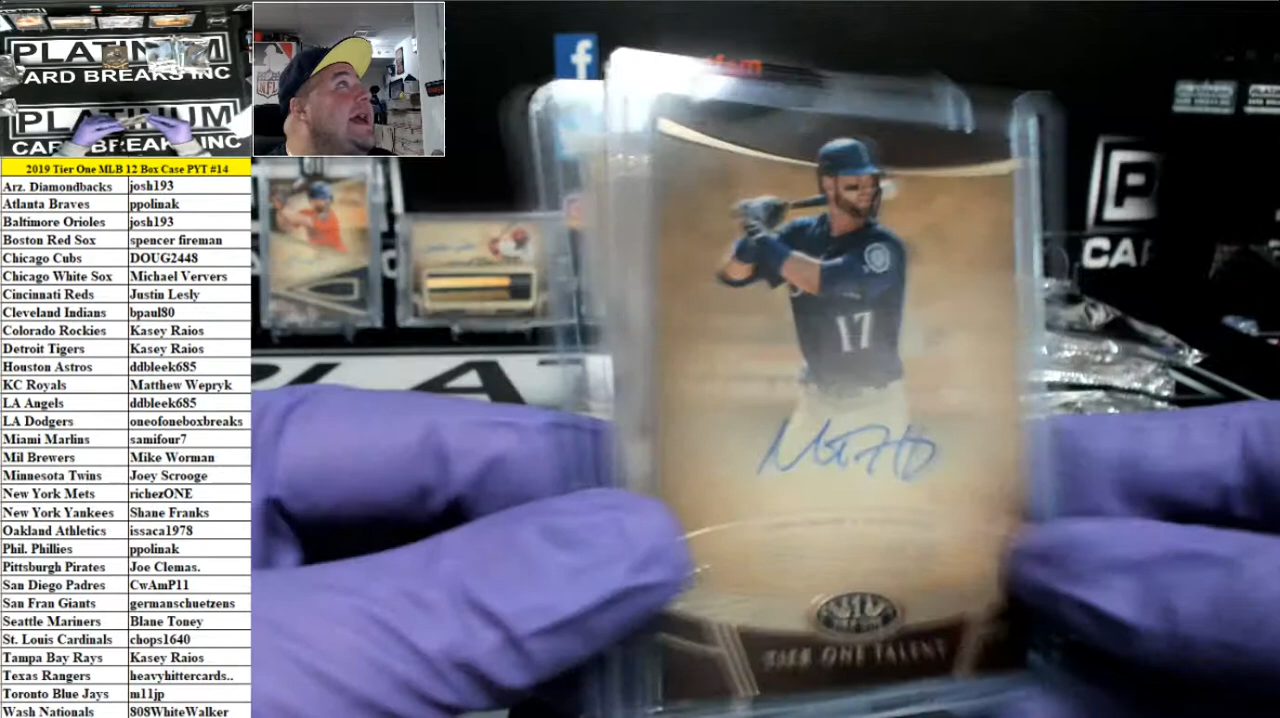 PLATINUM
CARD BREAKS INC
PLATINUM
CARD BREAKS INC
NFL
2019 Tier One MLB 12 Box Case PYT #14
Arz. Diamondbacks josh193
Atlanta Braves ppolinak
Baltimore Orioles josh193
Boston Red Sox spencer fireman
Chicago Cubs DOUG2448
Chicago White Sox Michael Ververs
Cincinnati Reds Justin Lesly
Cleveland Indians bpaul80
Colorado Rockies Kasey Raios
Detroit Tigers Kasey Raios
Houston Astros ddbleek685
KC Royals Matthew Wepryk
LA Angels ddbleek685
LA Dodgers oneofoneboxbreaks
Miami Marlins samifour7
Mil Brewers Mike Worman
Minnesota Twins Joey Scrooge
New York Mets richezONE
New York Yankees Shane Franks
Oakland Athletics issaca1978
Phil. Phillies ppolinak
Pittsburgh Pirates Joe Clemas.
San Diego Padres CwAmP11
San Fran Giants germanschuetzens
Seattle Mariners Blane Toney
St. Louis Cardinals chops1640
Tampa Bay Rays Kasey Raios
Texas Rangers heavyhittercards..
Toronto Blue Jays m11jp
Wash Nationals 808WhiteWalker
f
P
CA
PLA
17
TIER ONE TALENT